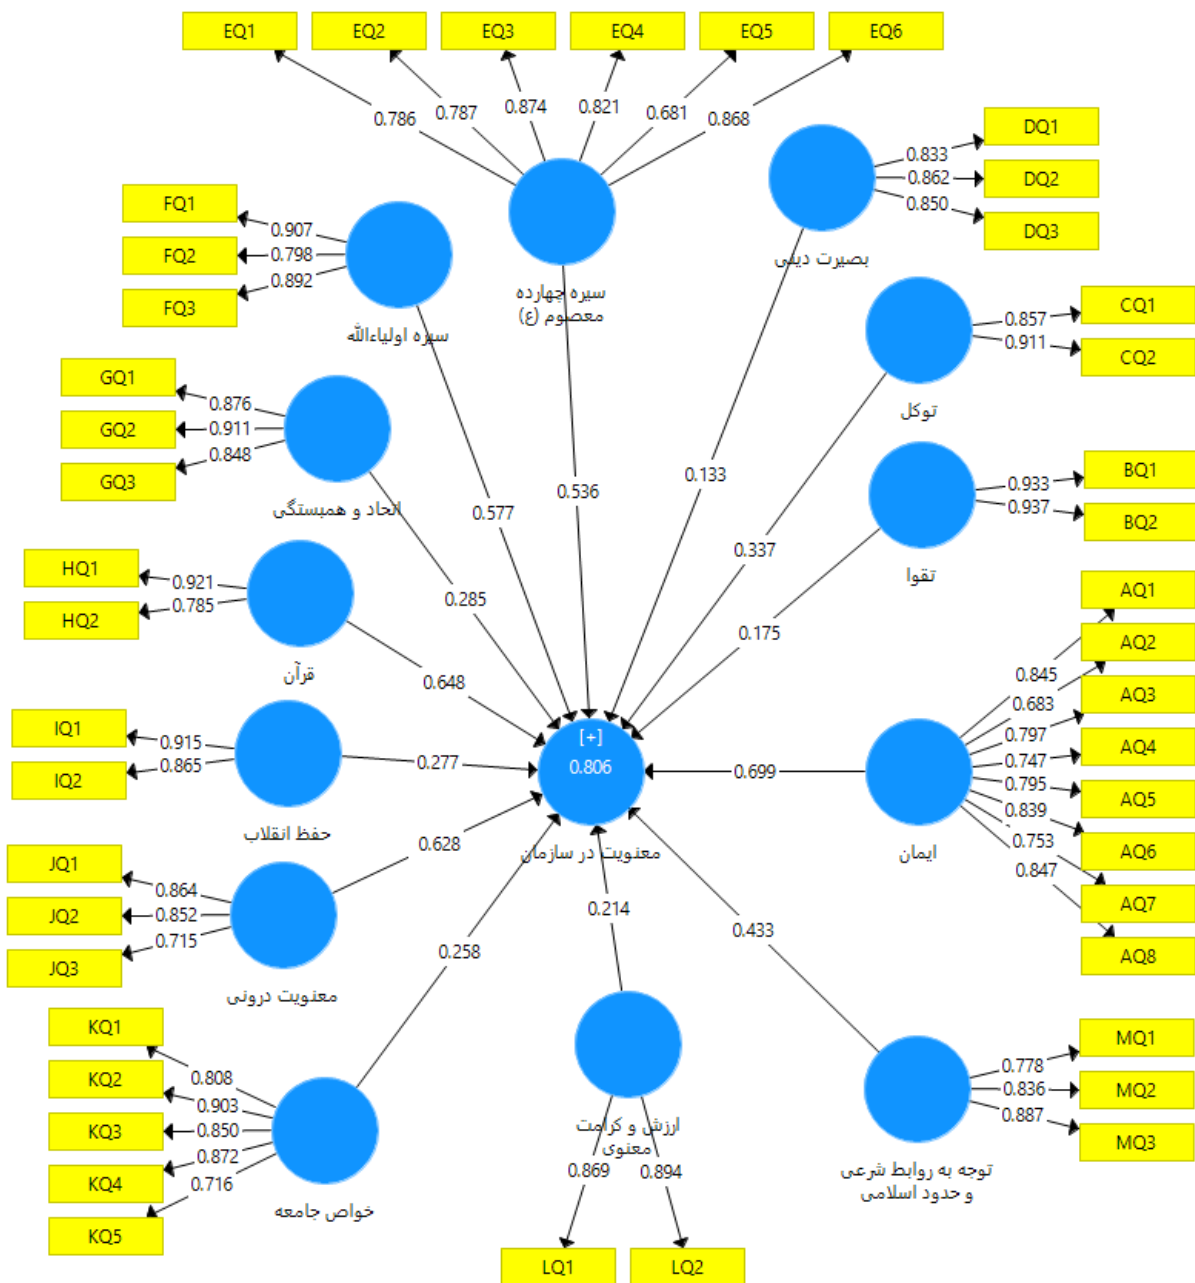 EQ1
EQ2
EQ3
EQ4
EQ5
EQ6
0.786
0.787
0.874
0.821
0.681
0.868
سیره چهارده
معصوم (ع)
0.536
DQ1
DQ2
DQ3
0.833
0.862
0.850
بصیرت دینی
0.133
FQ1
FQ2
FQ3
0.907
0.798
0.892
سیره اولیاءالله
0.577
CQ1
CQ2
0.857
0.911
توکل
0.337
GQ1
GQ2
GQ3
0.876
0.911
0.848
اتحاد و همبستگی
0.285
BQ1
BQ2
0.933
0.937
تقوا
0.175
HQ1
HQ2
0.921
0.785
قرآن
0.648
AQ1
AQ2
AQ3
AQ4
AQ5
AQ6
AQ7
AQ8
0.845
0.683
0.797
0.747
0.795
0.839
0.753
0.847
ایمان
0.699
IQ1
IQ2
0.915
0.865
حفظ انقلاب
0.277
[+]
0.806
معنویت در سازمان
JQ1
JQ2
JQ3
0.864
0.852
0.715
معنویت درونی
0.628
KQ1
KQ2
KQ3
KQ4
KQ5
0.808
0.903
0.850
0.872
0.716
خواص جامعه
0.258
0.214
ارزش و کرامت
معنوی
0.869
0.894
LQ1
LQ2
0.433
MQ1
MQ2
MQ3
0.778
0.836
0.887
توجه به روابط شرعی
و حدود اسلامی